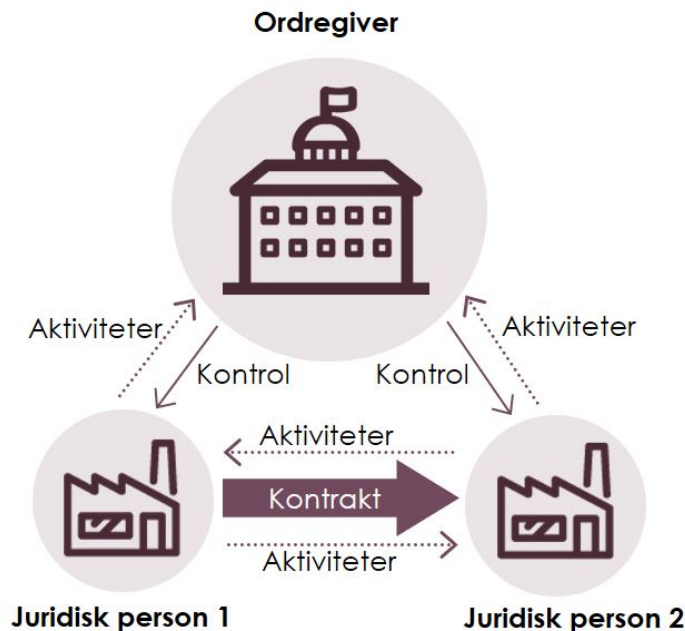 Ordregiver
Aktiviteter
Aktiviteter
Kontrol
Kontrol
Aktiviteter
Kontrakt
Aktiviteter
Juridisk person 1
Juridisk person 2